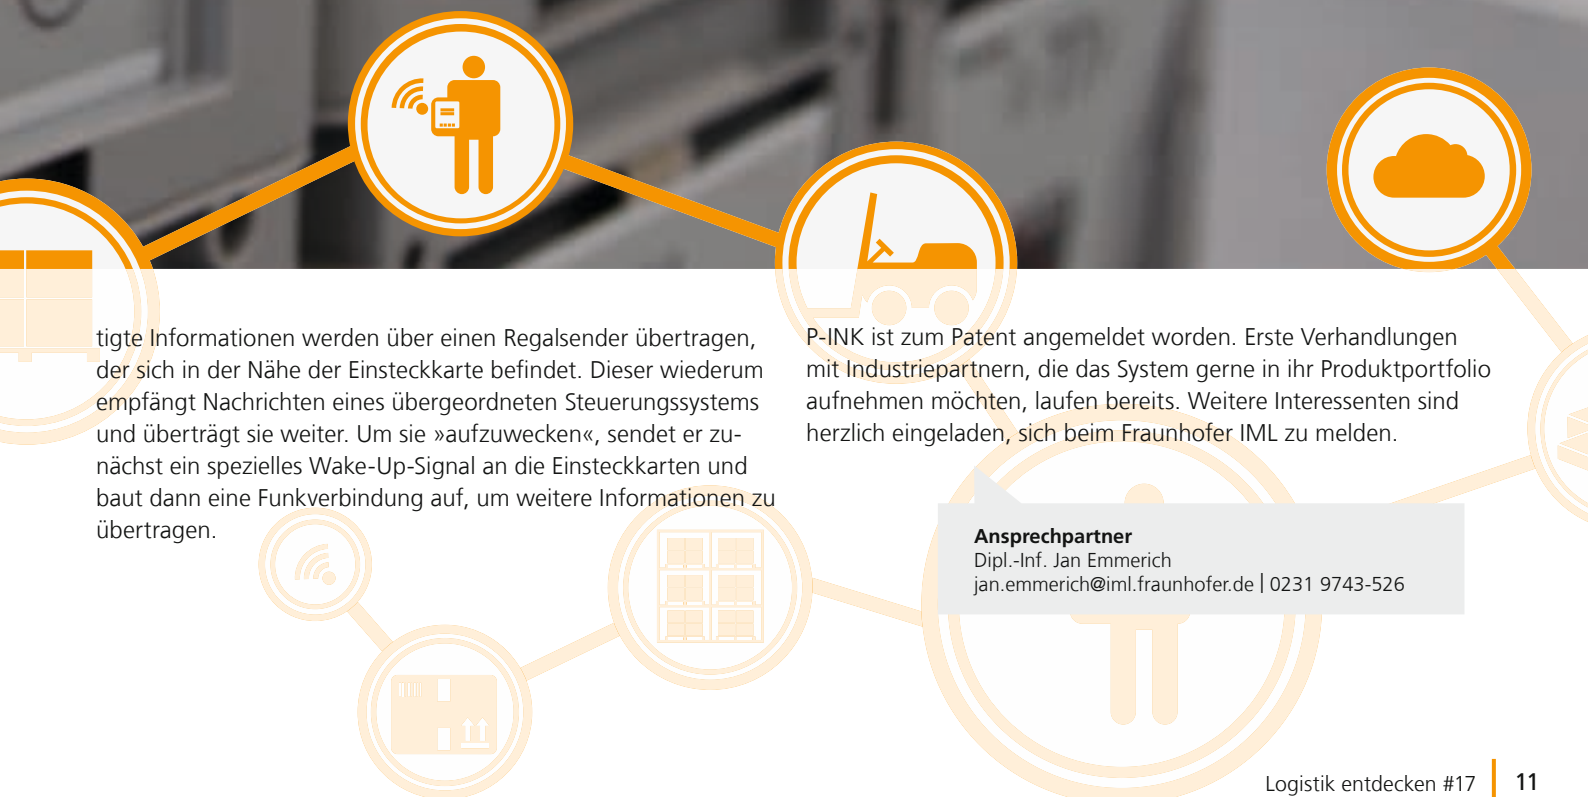 tigte Informationen werden über einen Regalsender übertragen,
der sich in der Nähe der Einsteckkarte befindet. Dieser wiederum
empfängt Nachrichten eines übergeordneten Steuerungssystems
und überträgt sie weiter. Um sie »aufzuwecken«, sendet er zu-
nächst ein spezielles Wake-Up-Signal an die Einsteckkarten und
baut dann eine Funkverbindung auf, um weitere Informationen zu
übertragen.
P-INK ist zum Patent angemeldet worden. Erste Verhandlungen
mit Industriepartnern, die das System gerne in ihr Produktportfolio
aufnehmen möchten, laufen bereits. Weitere Interessenten sind
herzlich eingeladen, sich beim Fraunhofer IML zu melden.
Ansprechpartner
Dipl.-Inf. Jan Emmerich
jan.emmerich@iml.fraunhofer.de | 0231 9743-526
Logistik entdecken #17 | 11